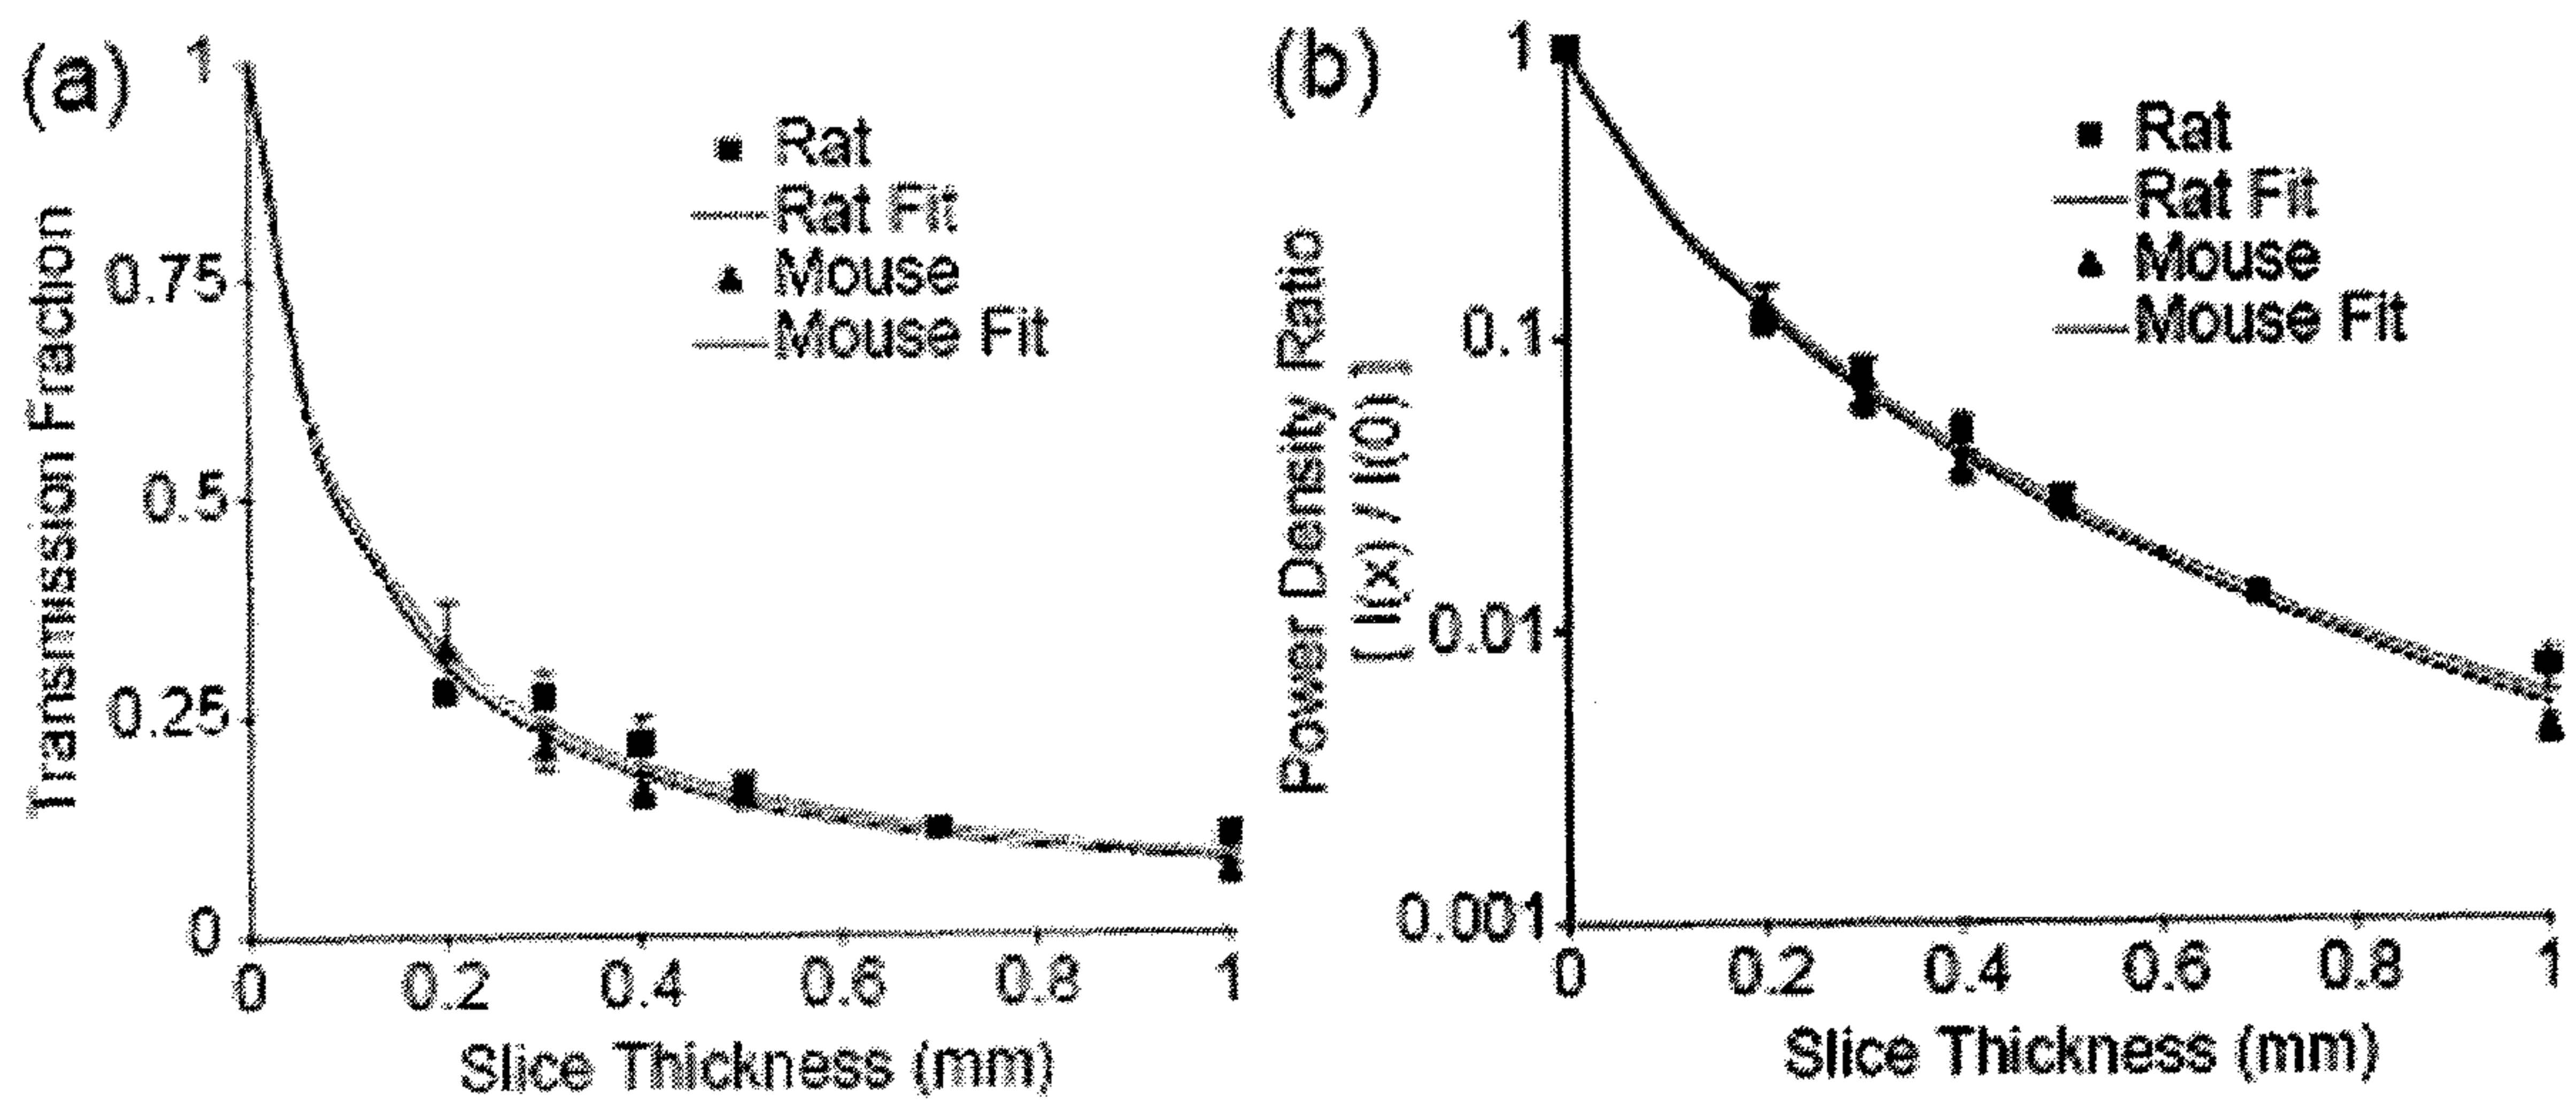 (a)
1
0.75
0.5
0.25
0
Transmission Fraction
Rat
Rat Fit
Mouse
Mouse Fit
0 0.2 0.4 0.6 0.8 1
Slice Thickness (mm)
(b)
1
0.1
0.01
0.001
Power Density Ratio
[ I(x) / I(0) ]
Rat
Rat Fit
Mouse
Mouse Fit
0 0.2 0.4 0.6 0.8 1
Slice Thickness (mm)